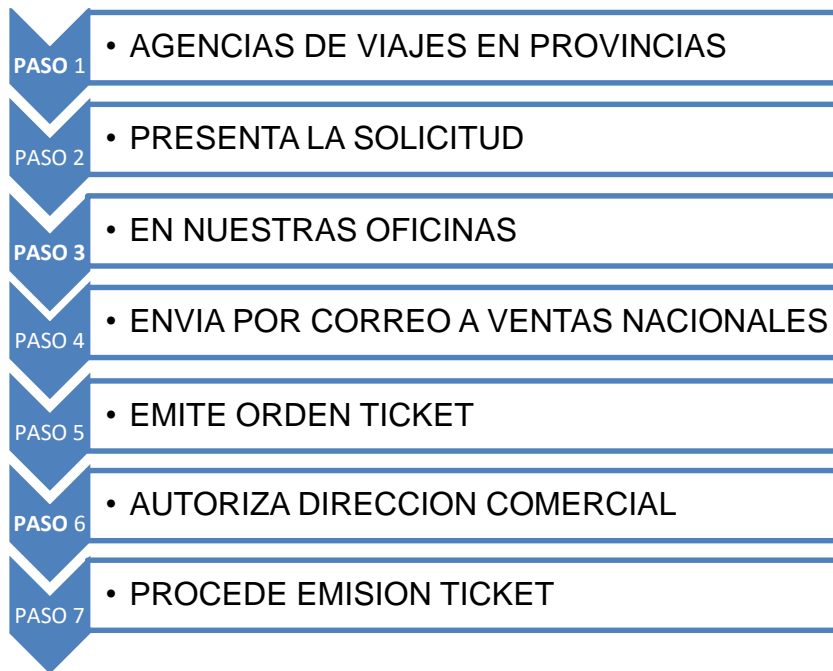 PASO 1
• AGENCIAS DE VIAJES EN PROVINCIAS
PASO 2
• PRESENTA LA SOLICITUD
PASO 3
• EN NUESTRAS OFICINAS
PASO 4
• ENVIA POR CORREO A VENTAS NACIONALES
PASO 5
• EMITE ORDEN TICKET
PASO 6
• AUTORIZA DIRECCION COMERCIAL
PASO 7
• PROCEDE EMISION TICKET